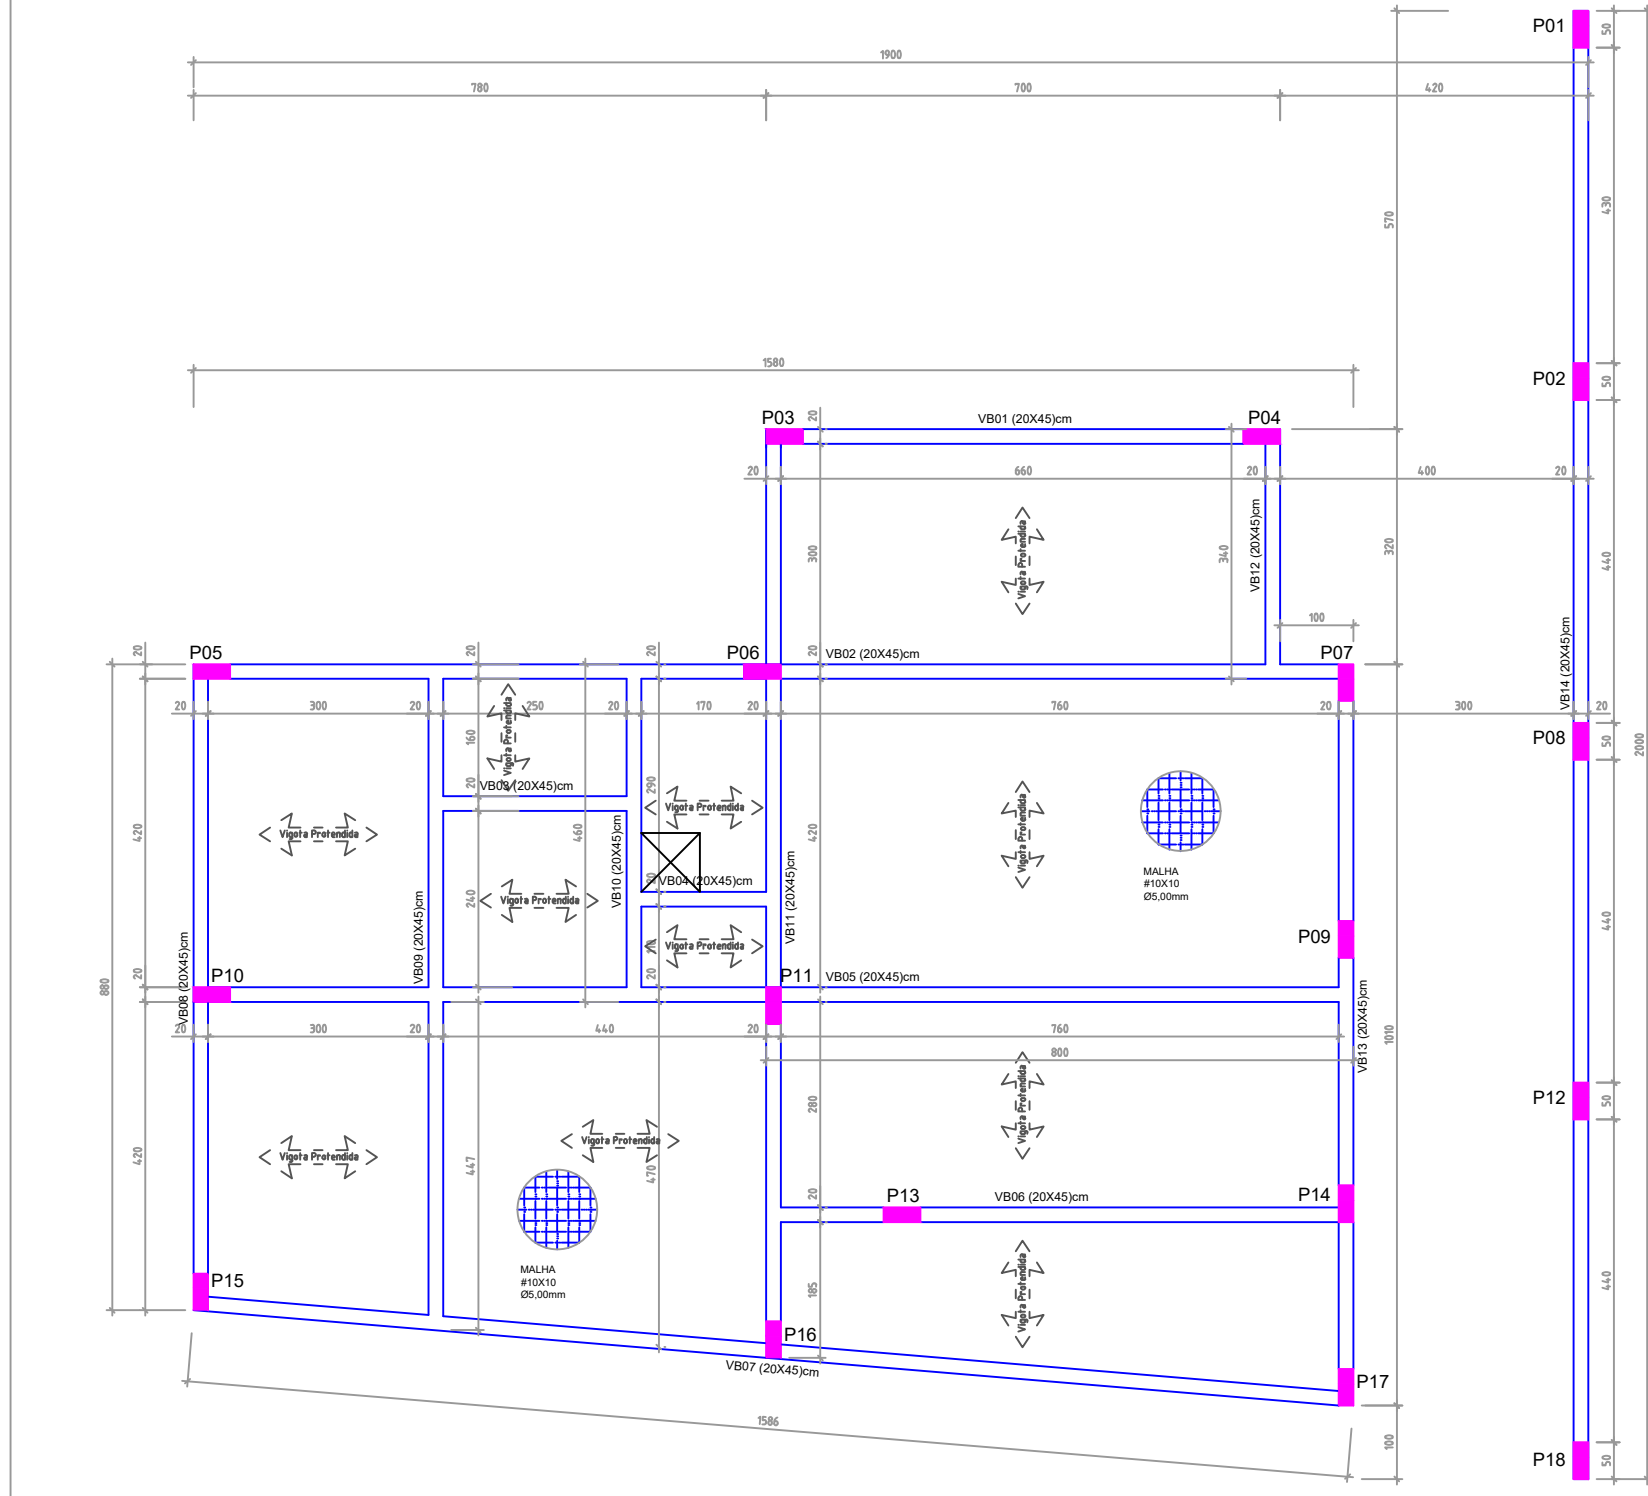 P01
50
1900
780
700
420
430
570
1580
P02
50
P03
20
VB01 (20X45)cm
P04
20
660
20
400
20
300
Vigota Protendida
340
VB12 (20X45)cm
320
440
100
VB14 (20X45)cm
20
P05
20
20
P06
20
VB02 (20X45)cm
P07
20
300
20
250
20
170
20
760
20
300
20
P08
50
2000
160
Vigota Protendida
20
VB03 (20X45)cm
290
Vigota Protendida
420
Vigota Protendida
460
420
Vigota Protendida
MALHA
#10X10
Ø5,00mm
VB04 (20X45)cm
240
Vigota Protendida
VB10 (20X45)cm
VB11 (20X45)cm
VB09 (20X45)cm
440
P09
Vigota Protendida
VB08 (20X45)cm
880
20
P10
20
P11
VB05 (20X45)cm
VB13 (20X45)cm
1010
20
300
20
440
20
760
800
P12
50
280
Vigota Protendida
420
Vigota Protendida
447
Vigota Protendida
470
20
P13
VB06 (20X45)cm
P14
MALHA
#10X10
Ø5,00mm
185
Vigota Protendida
440
P15
P16
VB07 (20X45)cm
P17
1586
100
P18
50